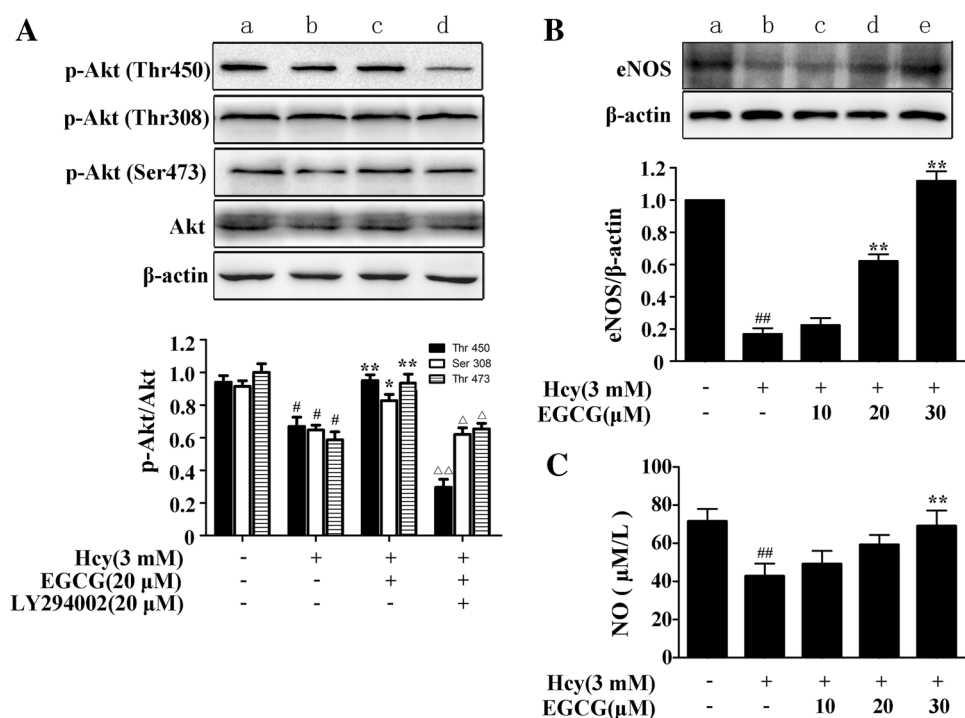 A
a b c d
p-Akt (Thr450)
p-Akt (Thr308)
p-Akt (Ser473)
Akt
β-actin
p-Akt/Akt
1.2
1.0
0.8
0.6
0.4
0.2
0
Thr 450
Ser 308
Thr 473
# # #
** * **
△△ △ △
Hcy(3 mM) - + + +
EGCG(20 μM) - - + +
LY294002(20 μM) - - - +
B
a b c d e
eNOS
β-actin
eNOS/β-actin
1.2
1.0
0.8
0.6
0.4
0.2
0
##
**
**
Hcy(3 mM) - + + + +
EGCG(μM) - - 10 20 30
C
NO ( μM/L )
100
80
60
40
20
0
##
**
Hcy(3 mM) - + + + +
EGCG(μM) - - 10 20 30